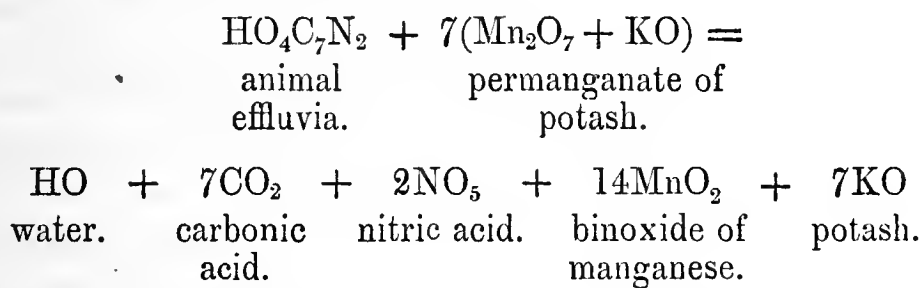 HO₄C₇N₂ + 7(Mn₂O₇ + KO) =
animal permanganate of
effluvia. potash.
HO + 7CO₂ + 2NO₅ + 14MnO₂ + 7KO
water. carbonic nitric acid. binoxide of potash.
acid. manganese.